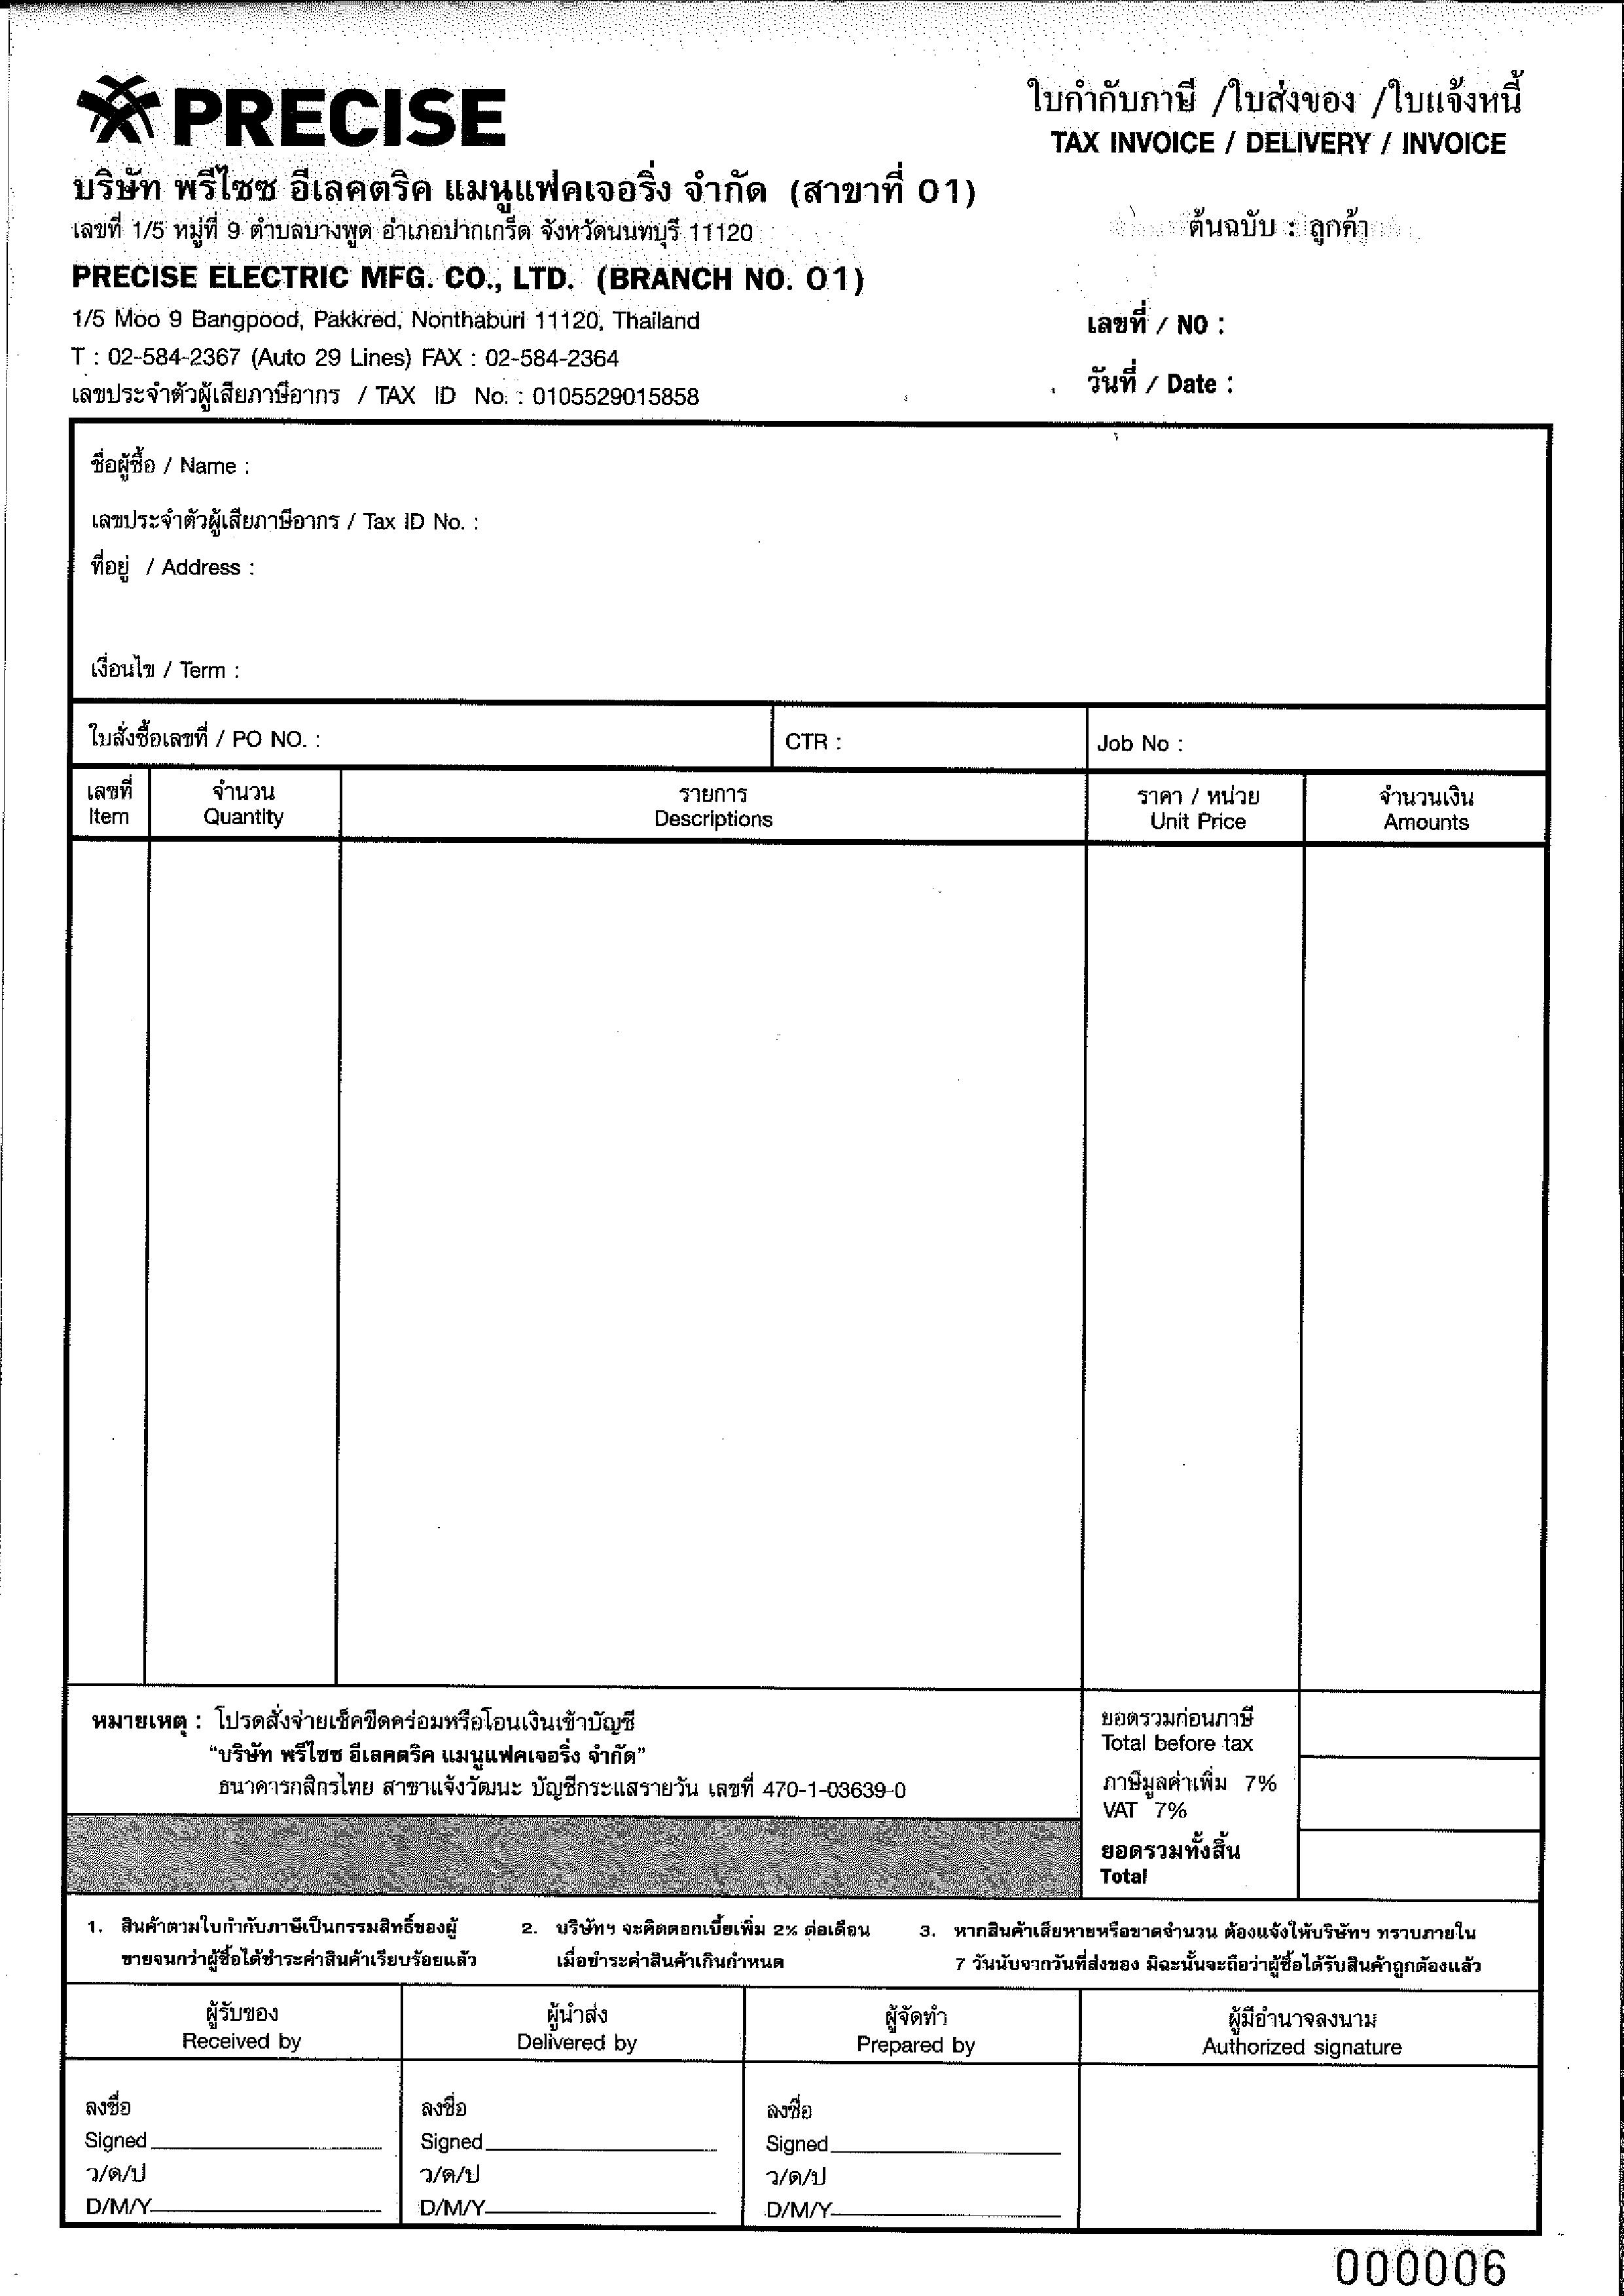 PRECISE
ใบกำกับภาษี /ใบส่งของ /ใบแจ้งหนี้
TAX INVOICE / DELIVERY / INVOICE
บริษัท พรีไซซ อีเลคตริค แมนูแฟคเจอริ่ง จำกัด (สาขาที่ 01)
เลขที่ 1/5 หมู่ที่ 9 ตำบลบางพูด อำเภอปากเกร็ด จังหวัดนนทบุรี 11120
ต้นฉบับ : ลูกค้า
PRECISE ELECTRIC MFG. CO., LTD. (BRANCH NO. 01)
1/5 Moo 9 Bangpood, Pakkred, Nonthaburi 11120, Thailand
เลขที่ / NO :
T : 02-584-2367 (Auto 29 Lines) FAX : 02-584-2364
วันที่ / Date :
เลขประจำตัวผู้เสียภาษีอากร / TAX ID No. : 0105529015858
ชื่อผู้ซื้อ / Name :
เลขประจำตัวผู้เสียภาษีอากร / Tax ID No. :
ที่อยู่ / Address :
เงื่อนไข / Term :
ใบสั่งซื้อเลขที่ / PO NO. : CTR : Job No :
เลขที่ จำนวน รายการ ราคา / หน่วย จำนวนเงิน
Item Quantity Descriptions Unit Price Amounts
หมายเหตุ : โปรดสั่งจ่ายเช็คขีดคร่อมหรือโอนเงินเข้าบัญชี
"บริษัท พรีไซซ อีเลคตริค แมนูแฟคเจอริ่ง จำกัด"
ธนาคารกสิกรไทย สาขาแจ้งวัฒนะ บัญชีกระแสรายวัน เลขที่ 470-1-03639-0
ยอดรวมก่อนภาษี
Total before tax
ภาษีมูลค่าเพิ่ม 7%
VAT 7%
ยอดรวมทั้งสิ้น
Total
1. สินค้าตามใบกำกับภาษีเป็นกรรมสิทธิ์ของผู้
ขายจนกว่าผู้ซื้อได้ชำระค่าสินค้าเรียบร้อยแล้ว
2. บริษัทฯ จะคิดดอกเบี้ยเพิ่ม 2% ต่อเดือน
เมื่อชำระค่าสินค้าเกินกำหนด
3. หากสินค้าเสียหายหรือขาดจำนวน ต้องแจ้งให้บริษัทฯ ทราบภายใน
7 วันนับจากวันที่ส่งของ มิฉะนั้นจะถือว่าผู้ซื้อได้รับสินค้าถูกต้องแล้ว
ผู้รับของ ผู้นำส่ง ผู้จัดทำ ผู้มีอำนาจลงนาม
Received by Delivered by Prepared by Authorized signature
ลงชื่อ ลงชื่อ ลงชื่อ
Signed Signed Signed
ว/ด/ป ว/ด/ป ว/ด/ป
D/M/Y D/M/Y D/M/Y
000006